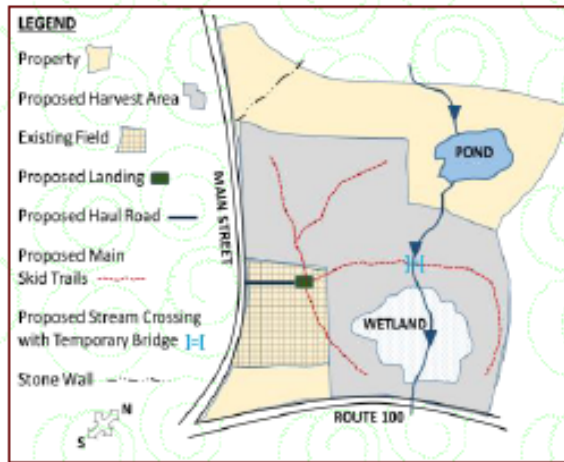 LEGEND
Property
Proposed Harvest Area
Existing Field
Proposed Landing
Proposed Haul Road
Proposed Main
Skid Trails
Proposed Stream Crossing
with Temporary Bridge ]=[
Stone Wall
N
S
MAIN STREET
POND
WETLAND
ROUTE 100